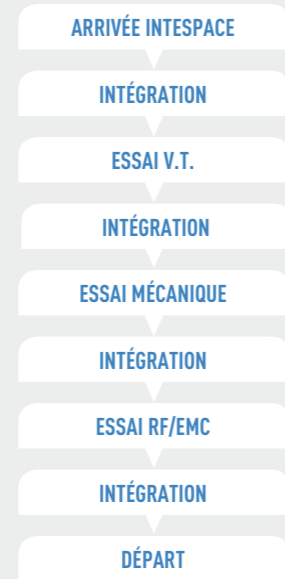 ARRIVÉE INTESPACE
INTÉGRATION
ESSAI V.T.
INTÉGRATION
ESSAI MÉCANIQUE
INTÉGRATION
ESSAI RF/EMC
INTÉGRATION
DÉPART